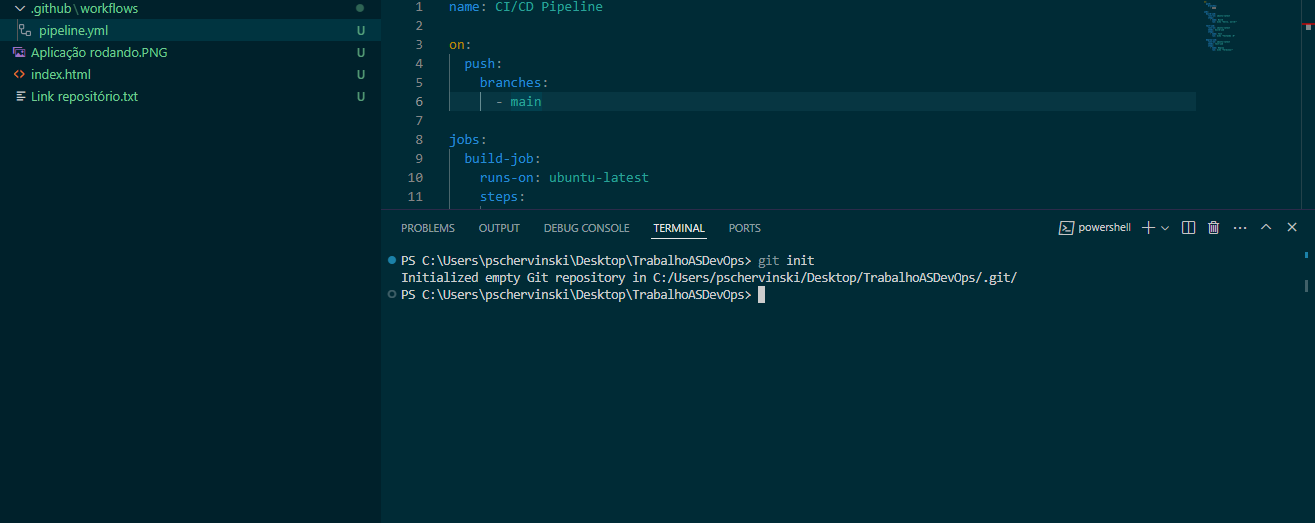 .github\workflows
pipeline.yml U
Aplicação rodando.PNG U
index.html U
Link repositório.txt U
1 name: CI/CD Pipeline
2
3 on:
4 push:
5 branches:
6 - main
7
8 jobs:
9 build-job:
10 runs-on: ubuntu-latest
11 steps:
PROBLEMS OUTPUT DEBUG CONSOLE TERMINAL PORTS powershell
PS C:\Users\pschervinski\Desktop\TrabalhoASDevOps> git init
Initialized empty Git repository in C:/Users/pschervinski/Desktop/TrabalhoASDevOps/.git/
PS C:\Users\pschervinski\Desktop\TrabalhoASDevOps>